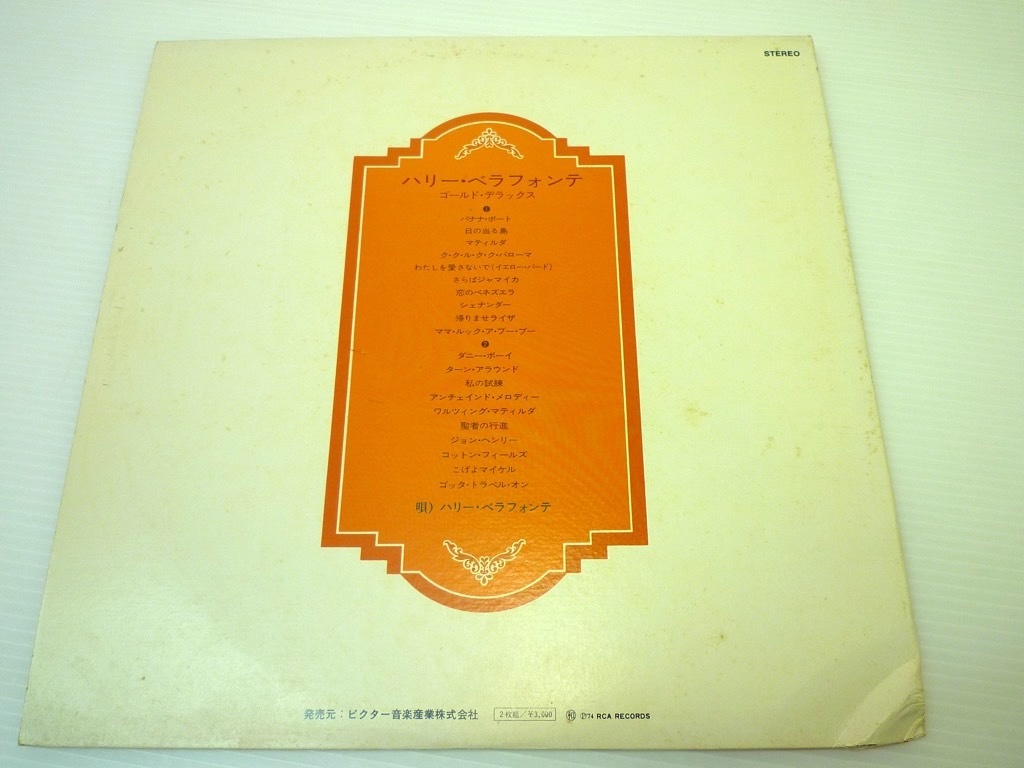 STEREO
ハリー・ベラフォンテ
ゴールド・デラックス
❶
バナナ・ボート
日の当る島
マティルダ
ク・ク・ル・ク・ク・パローマ
わたしを愛さないで(イエロー・バード)
さらばジャマイカ
恋のベネズエラ
シェナンダー
帰りませライザ
ママ・ルック・ア・ブー・ブー
❷
ダニー・ボーイ
ターン・アラウンド
私の試練
アンチェインド・メロディー
ワルツィング・マティルダ
聖者の行進
ジョン・ヘンリー
コットン・フィールズ
こげよマイケル
ゴッタ・トラベル・オン
唄) ハリー・ベラフォンテ
発売元:ビクター音楽産業株式会社 2枚組/¥3,000 Ⓟ'74 RCA RECORDS